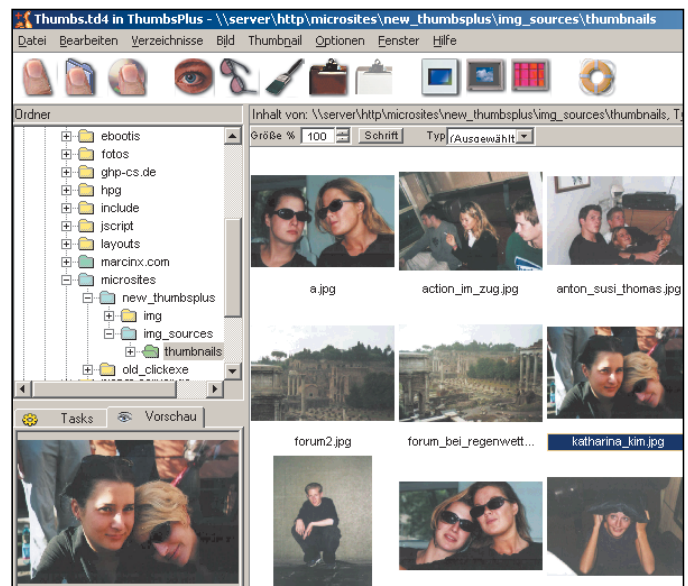 Thumbs.td4 in ThumbsPlus - \\server\http\microsites\new_thumbsplus\img_sources\thumbnails
Datei Bearbeiten Verzeichnisse Bild Thumbnail Optionen Fenster Hilfe
Ordner
ebootis
fotos
ghp-cs.de
hpg
include
jscript
layouts
marcinx.com
microsites
new_thumbsplus
img
img_sources
thumbnails
old_clickexe
Tasks Vorschau
Inhalt von: \\server\http\microsites\new_thumbsplus\img_sources\thumbnails, Ty
Größe % 100 Schrift Typ (Ausgewählt
a.jpg action_im_zug.jpg anton_susi_thomas.jpg
forum2.jpg forum_bei_regenwett... katharina_kim.jpg